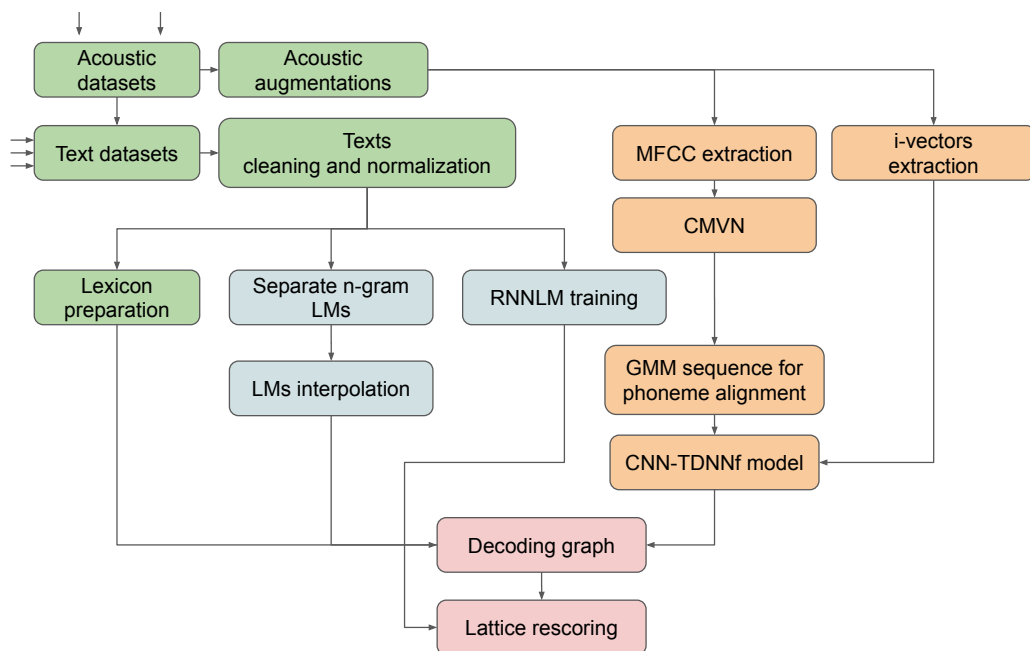 Acoustic
datasets
Acoustic
augmentations
Text datasets
Texts
cleaning and normalization
MFCC extraction
i-vectors
extraction
CMVN
Lexicon
preparation
Separate n-gram
LMs
RNNLM training
LMs interpolation
GMM sequence for
phoneme alignment
CNN-TDNNf model
Decoding graph
Lattice rescoring